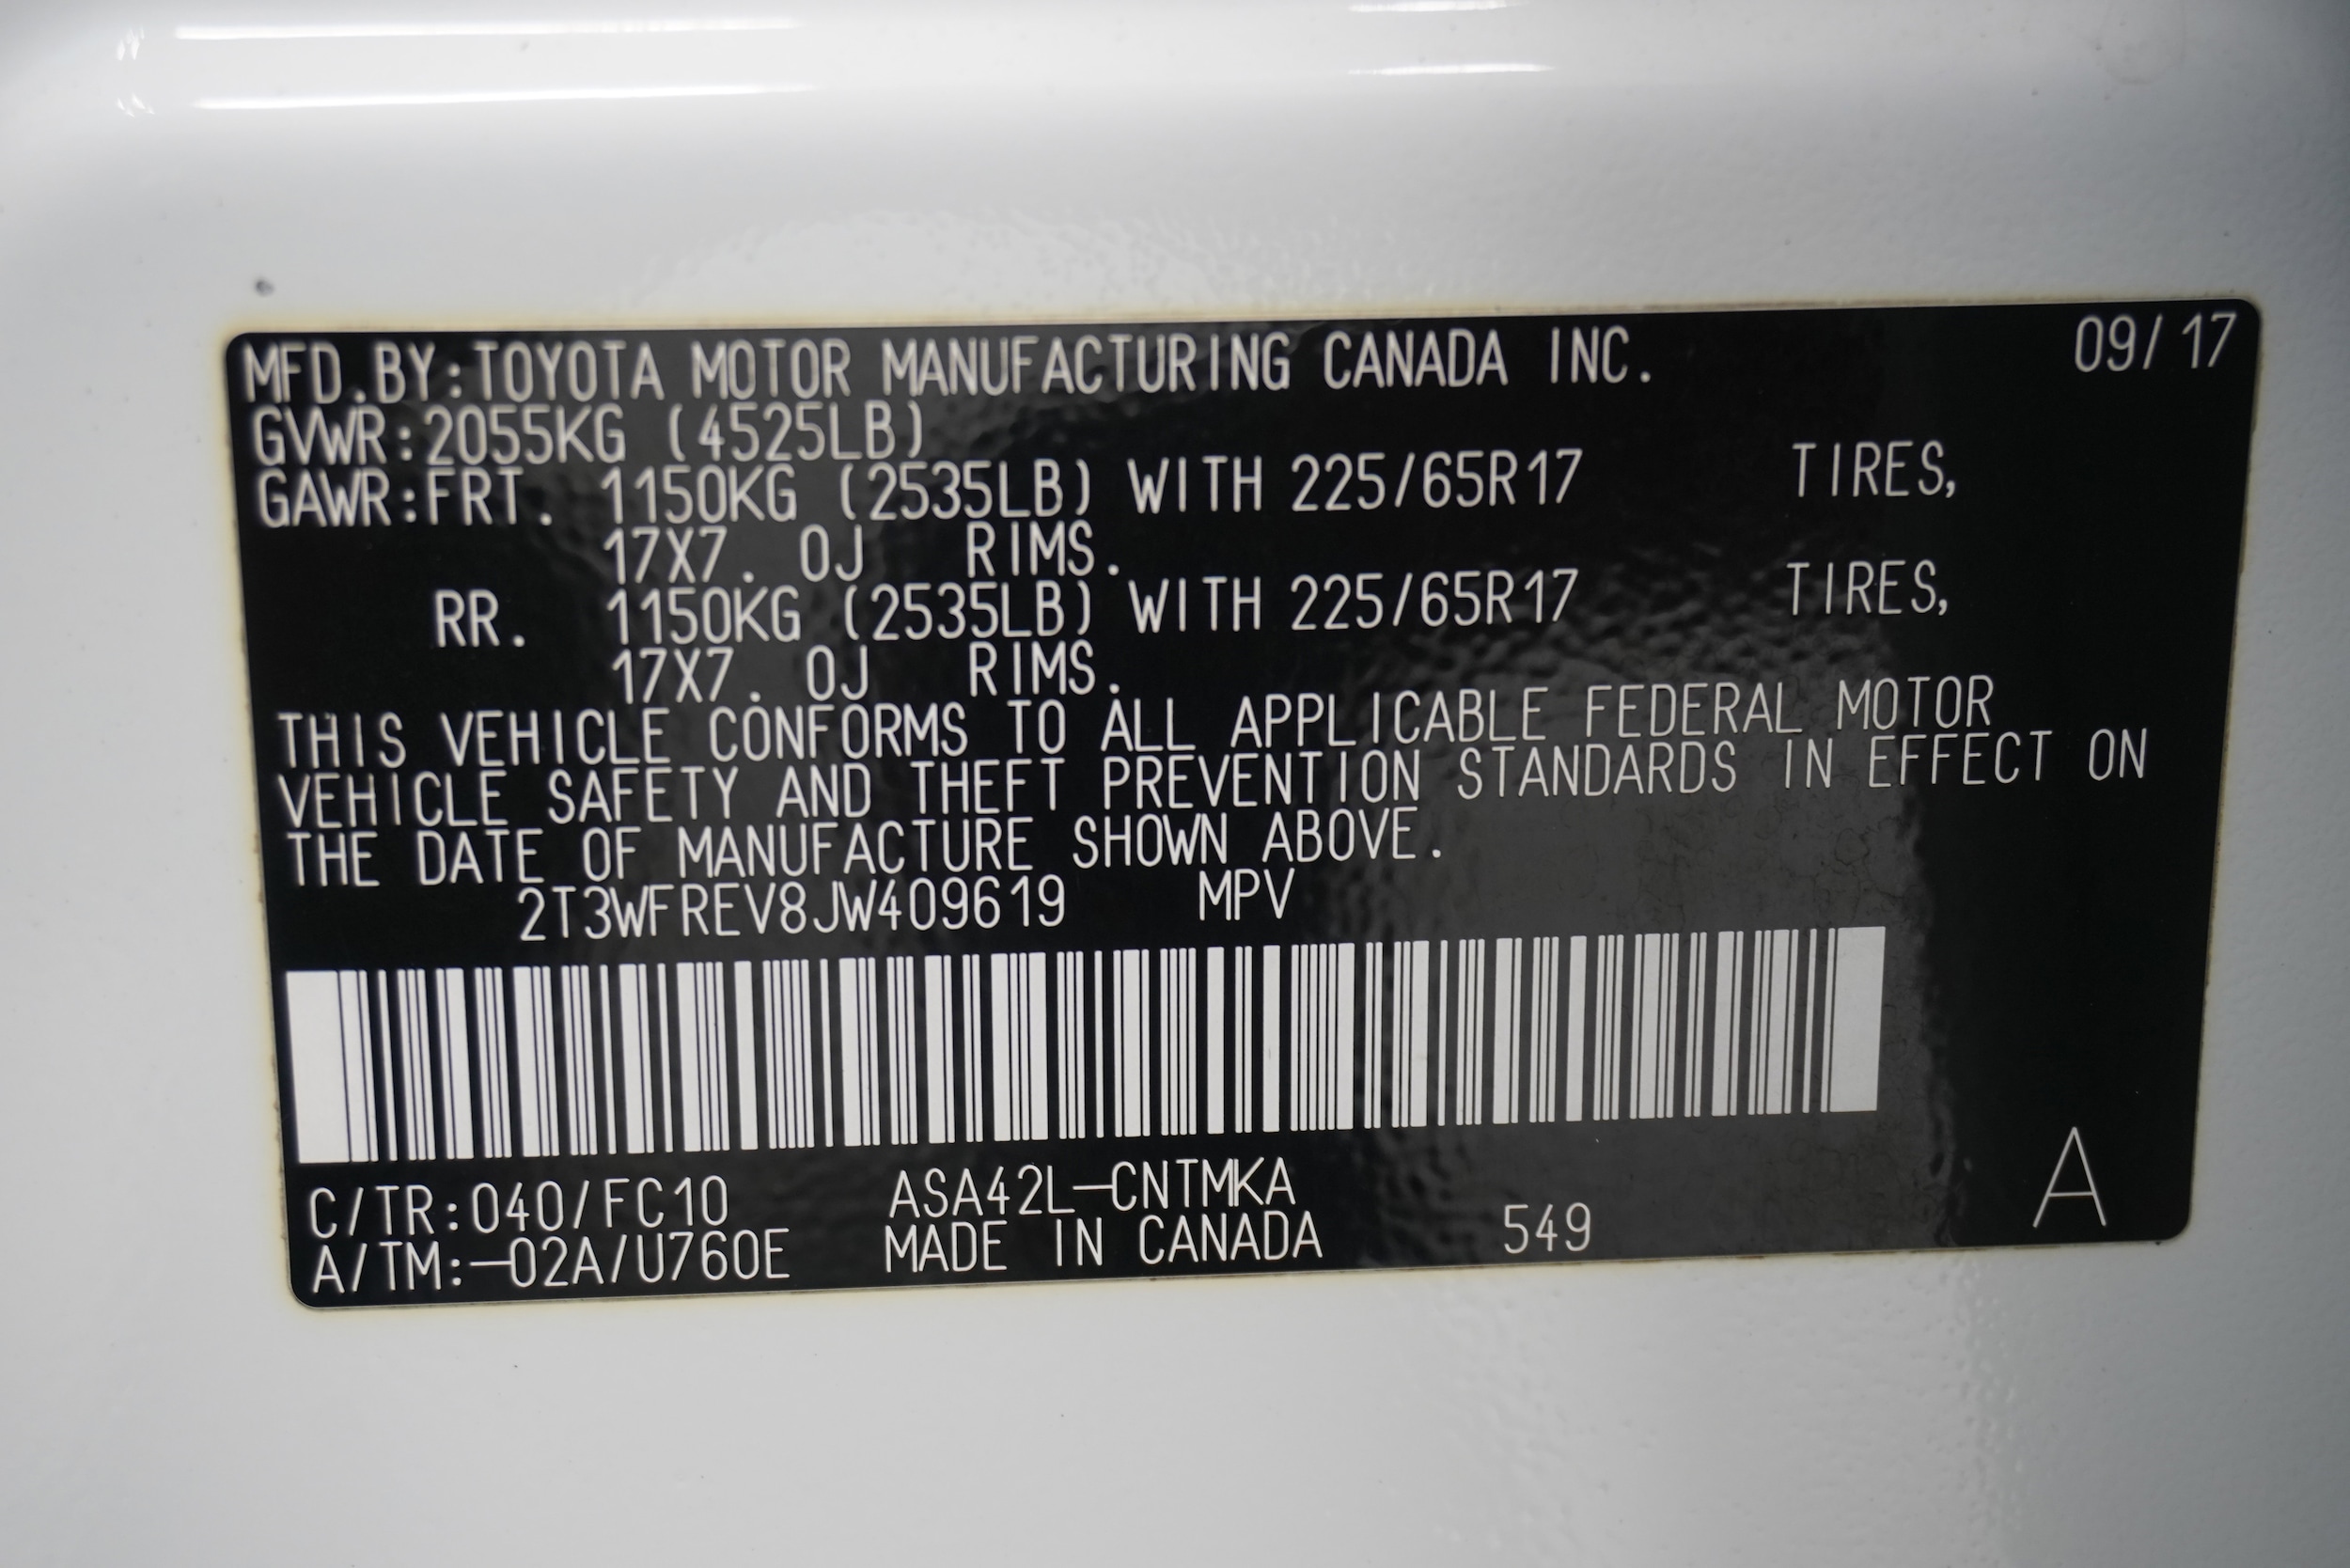 MFD.BY:TOYOTA MOTOR MANUFACTURING CANADA INC. 09/17
GVWR:2055KG (4525LB)
GAWR:FRT. 1150KG (2535LB) WITH 225/65R17 TIRES,
17X7. 0J RIMS.
RR. 1150KG (2535LB) WITH 225/65R17 TIRES,
17X7. 0J RIMS.
THIS VEHICLE CONFORMS TO ALL APPLICABLE FEDERAL MOTOR
VEHICLE SAFETY AND THEFT PREVENTION STANDARDS IN EFFECT ON
THE DATE OF MANUFACTURE SHOWN ABOVE.
2T3WFREV8JW409619 MPV
C/TR:040/FC10 ASA42L-CNTMKA
A/TM:-02A/U760E MADE IN CANADA 549 A